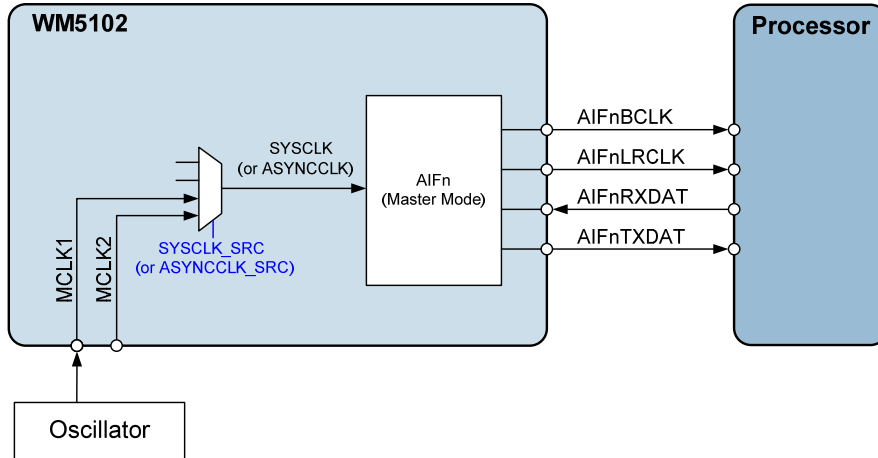 WM5102
Processor
AIFnBCLK
SYSCLK
(or ASYNCCLK)
AIFnLRCLK
AIFn
(Master Mode)
AIFnRXDAT
AIFnTXDAT
SYSCLK_SRC
(or ASYNCCLK_SRC)
MCLK1
MCLK2
Oscillator